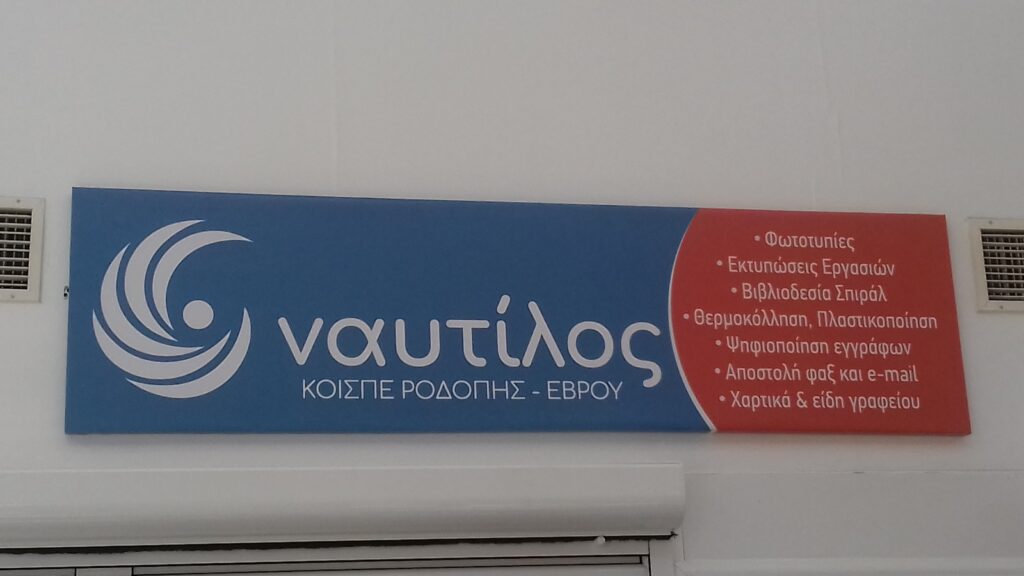 ναυτίλος
ΚΟΙΣΠΕ ΡΟΔΟΠΗΣ - ΕΒΡΟΥ
• Φωτοτυπίες
• Εκτυπώσεις Εργασιών
• Βιβλιοδεσία Σπιράλ
• Θερμοκόλληση, Πλαστικοποίηση
• Ψηφιοποίηση εγγράφων
• Αποστολή φαξ και e-mail
• Χαρτικά & είδη γραφείου